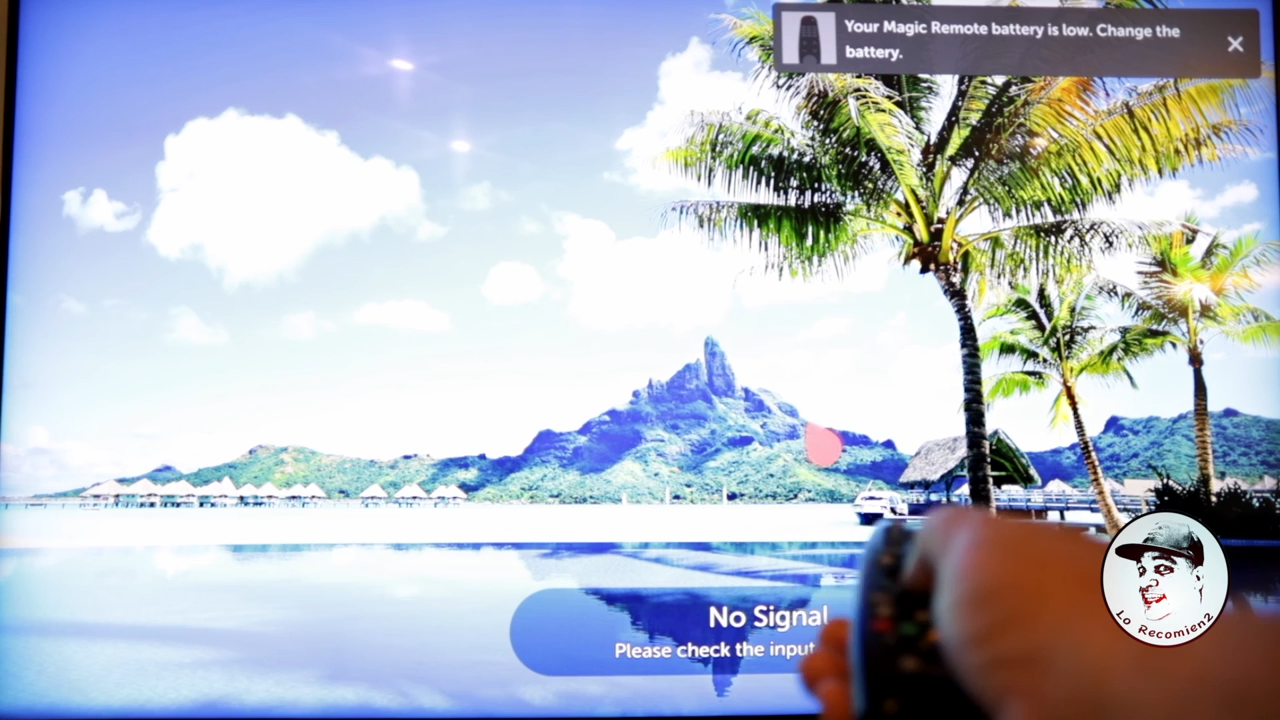 Your Magic Remote battery is low. Change the
battery.
No Signal
Please check the input
Lo Recomien2